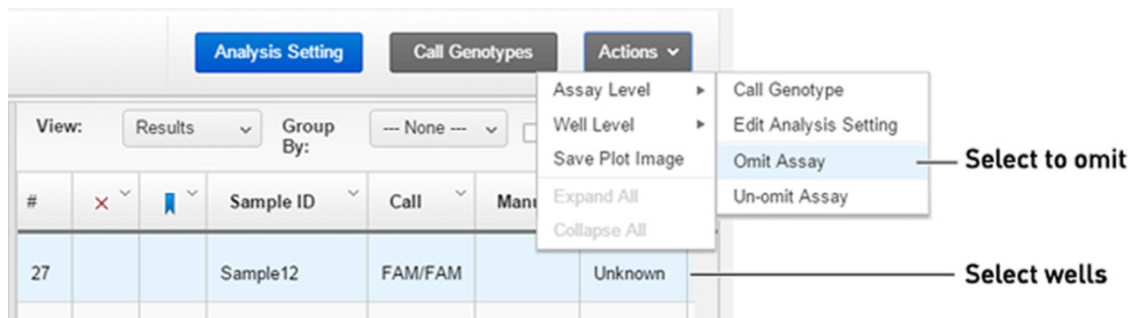 Analysis Setting Call Genotypes Actions
Assay Level Call Genotype
View: Results Group By: --- None --- Well Level Edit Analysis Setting
Save Plot Image Omit Assay Select to omit
# Sample ID Call Manu Expand All Un-omit Assay
Collapse All
27 Sample12 FAM/FAM Unknown Select wells